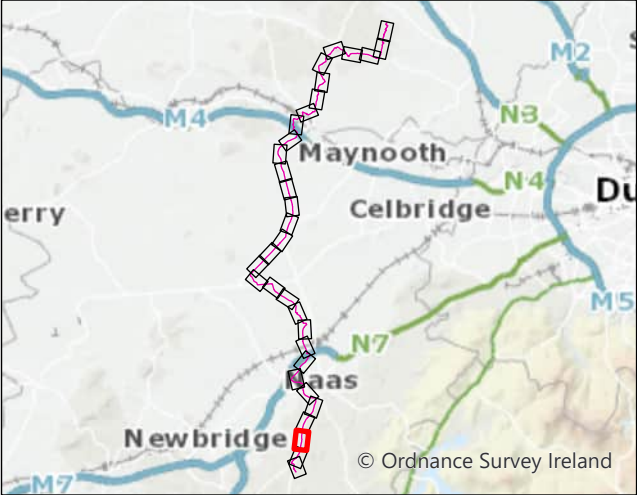 M2
N3
M4
Maynooth
N4
Du
erry
Celbridge
M5
N7
Naas
Newbridge
© Ordnance Survey Ireland
M7